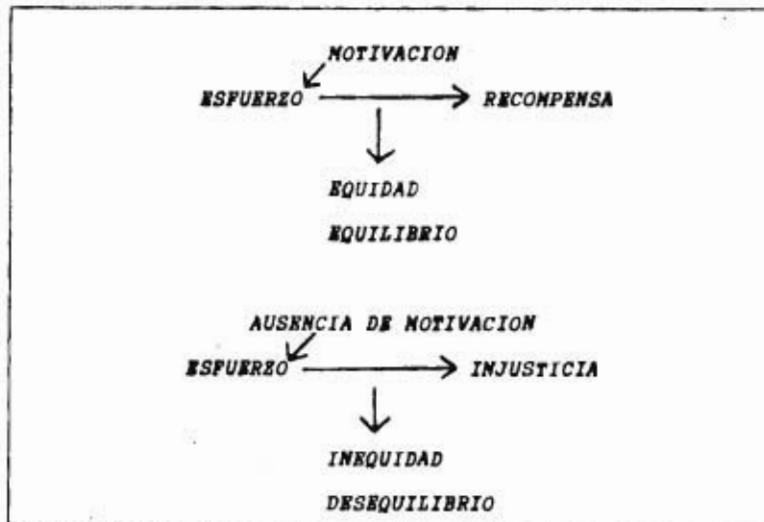 MOTIVACION
ESFUERZO RECOMPENSA
EQUIDAD
EQUILIBRIO
AUSENCIA DE MOTIVACION
ESFUERZO INJUSTICIA
INEQUIDAD
DESEQUILIBRIO